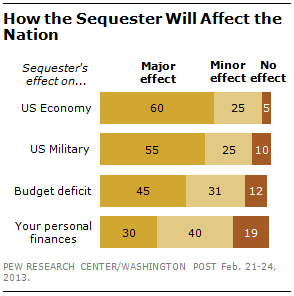 How the Sequester Will Affect the
Nation
Sequester's
effect on...
Major
effect
Minor
effect
No
effect
US Economy 60 25 5
US Military 55 25 10
Budget deficit 45 31 12
Your personal
finances 30 40 19
PEW RESEARCH CENTER/WASHINGTON POST Feb. 21-24,
2013.